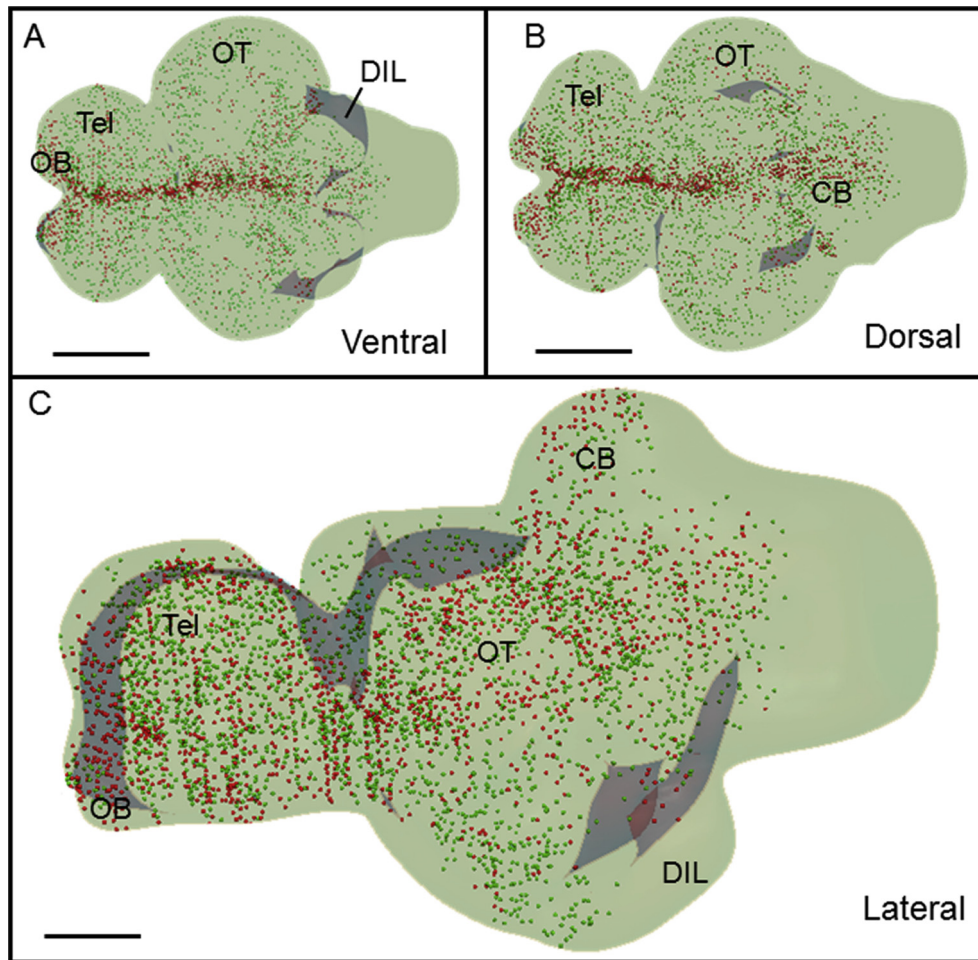 A
OT
DIL
Tel
OB
Ventral
B
OT
Tel
CB
Dorsal
C
CB
Tel
OT
OB
DIL
Lateral